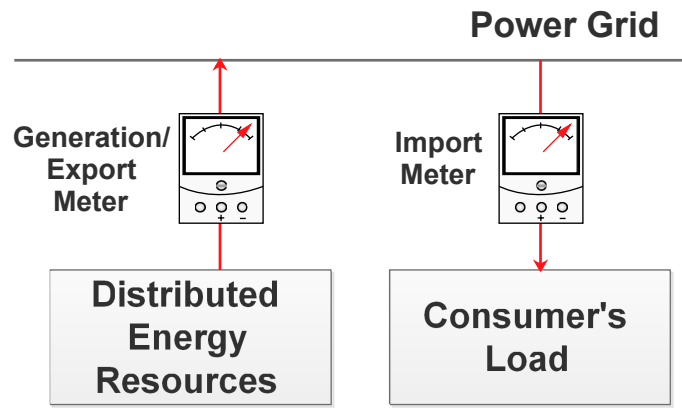 Power Grid
Generation/
Export
Meter
+ −
Import
Meter
+ −
Distributed
Energy
Resources
Consumer's
Load